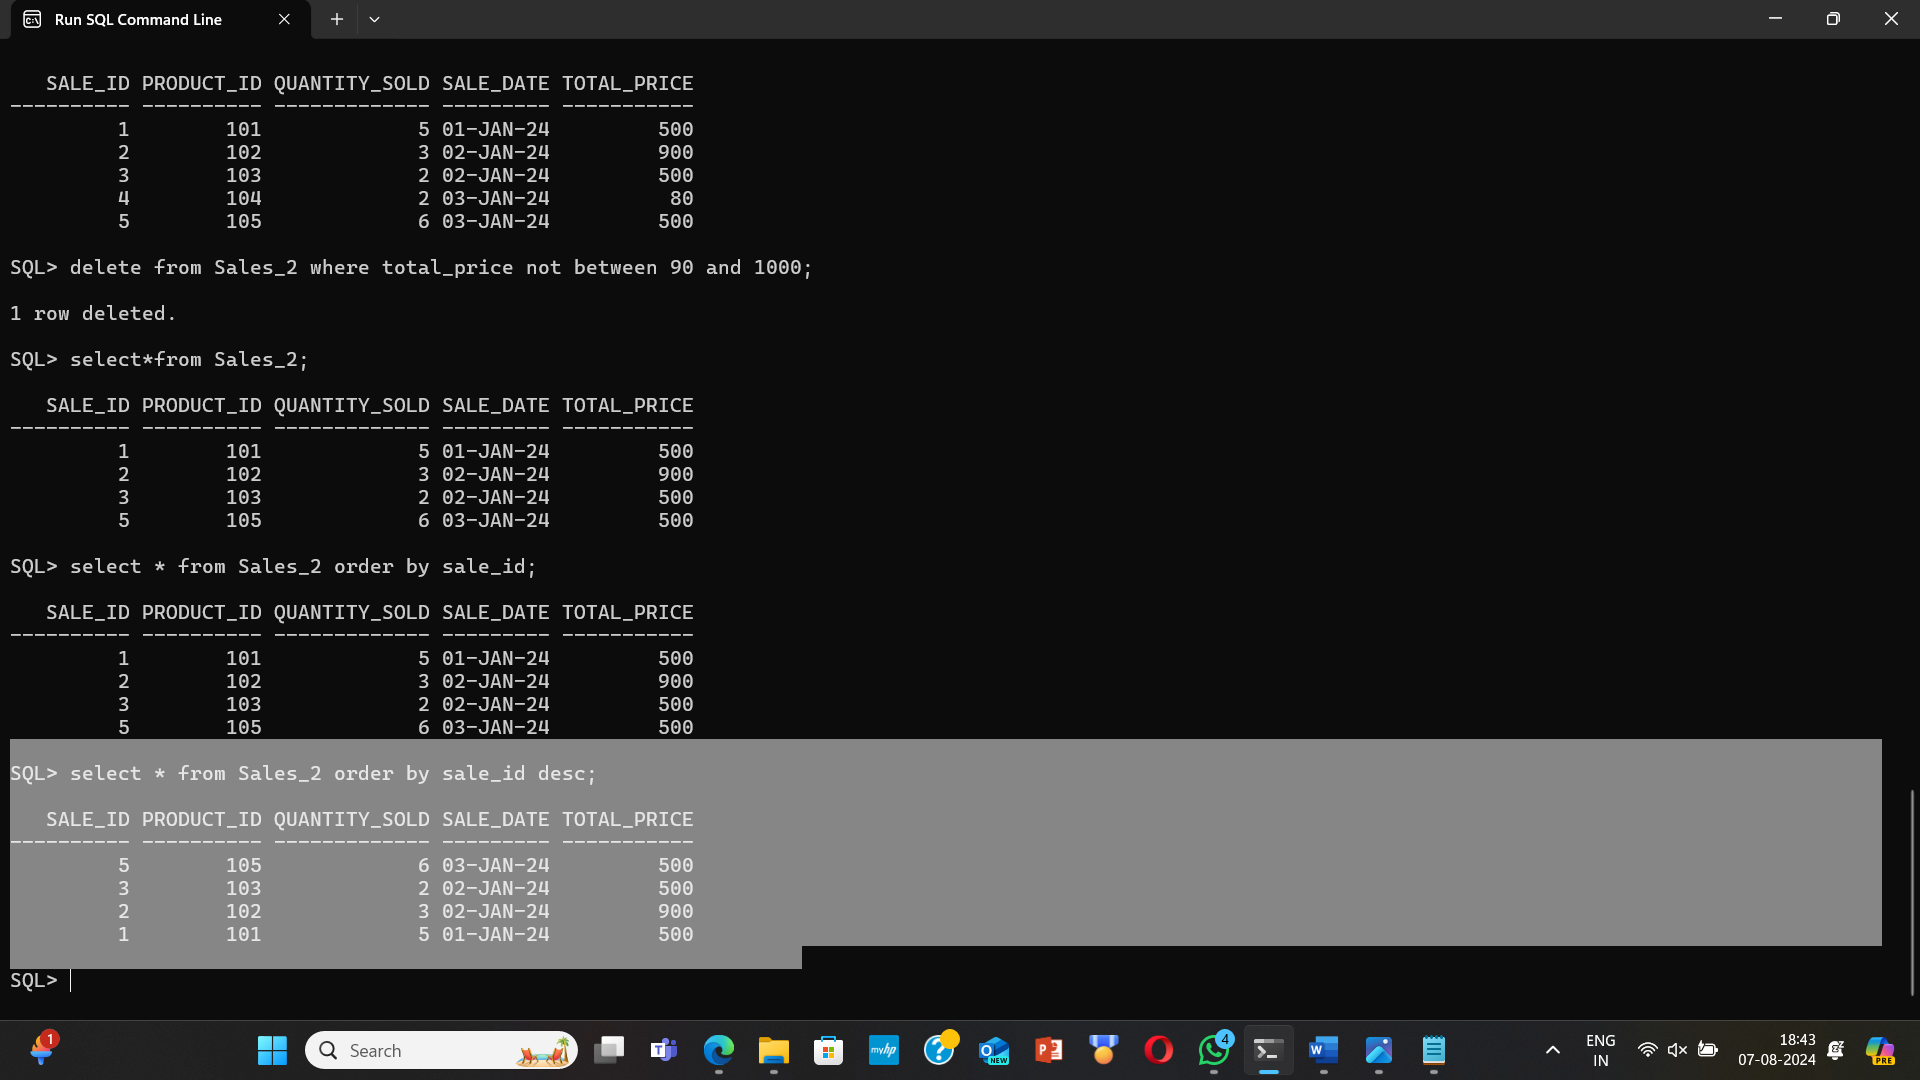 Run SQL Command Line
   SALE_ID PRODUCT_ID QUANTITY_SOLD SALE_DATE TOTAL_PRICE
---------- ---------- ------------- --------- -----------
         1        101             5 01-JAN-24         500
         2        102             3 02-JAN-24         900
         3        103             2 02-JAN-24         500
         4        104             2 03-JAN-24          80
         5        105             6 03-JAN-24         500
SQL> delete from Sales_2 where total_price not between 90 and 1000;
1 row deleted.
SQL> select*from Sales_2;
   SALE_ID PRODUCT_ID QUANTITY_SOLD SALE_DATE TOTAL_PRICE
---------- ---------- ------------- --------- -----------
         1        101             5 01-JAN-24         500
         2        102             3 02-JAN-24         900
         3        103             2 02-JAN-24         500
         5        105             6 03-JAN-24         500
SQL> select * from Sales_2 order by sale_id;
   SALE_ID PRODUCT_ID QUANTITY_SOLD SALE_DATE TOTAL_PRICE
---------- ---------- ------------- --------- -----------
         1        101             5 01-JAN-24         500
         2        102             3 02-JAN-24         900
         3        103             2 02-JAN-24         500
         5        105             6 03-JAN-24         500
SQL> select * from Sales_2 order by sale_id desc;
   SALE_ID PRODUCT_ID QUANTITY_SOLD SALE_DATE TOTAL_PRICE
---------- ---------- ------------- --------- -----------
         5        105             6 03-JAN-24         500
         3        103             2 02-JAN-24         500
         2        102             3 02-JAN-24         900
         1        101             5 01-JAN-24         500
SQL>
1
Search
myhp
NEW
4
ENG
IN
18:43
07-08-2024
PRE